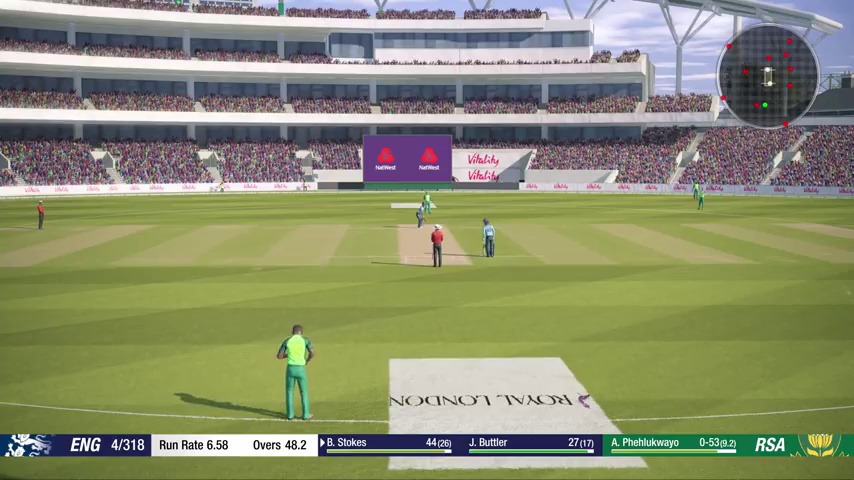 NatWest NatWest
Vitality
Vitality
ROYAL LONDON
ENG 4/318 Run Rate 6.58 Overs 48.2 B. Stokes 44(26) J. Buttler 27(17) A. Phehlukwayo 0-53(9.2) RSA